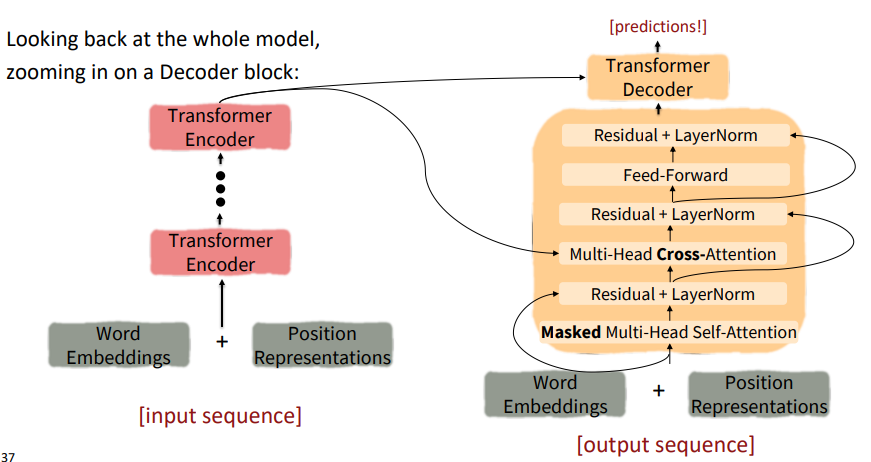 Looking back at the whole model,
zooming in on a Decoder block:
Transformer
Encoder
Transformer
Encoder
Word
Embeddings
+
Position
Representations
[input sequence]
[predictions!]
Transformer
Decoder
Residual + LayerNorm
Feed-Forward
Residual + LayerNorm
Multi-Head Cross-Attention
Residual + LayerNorm
Masked Multi-Head Self-Attention
Word
Embeddings
+
Position
Representations
[output sequence]
37